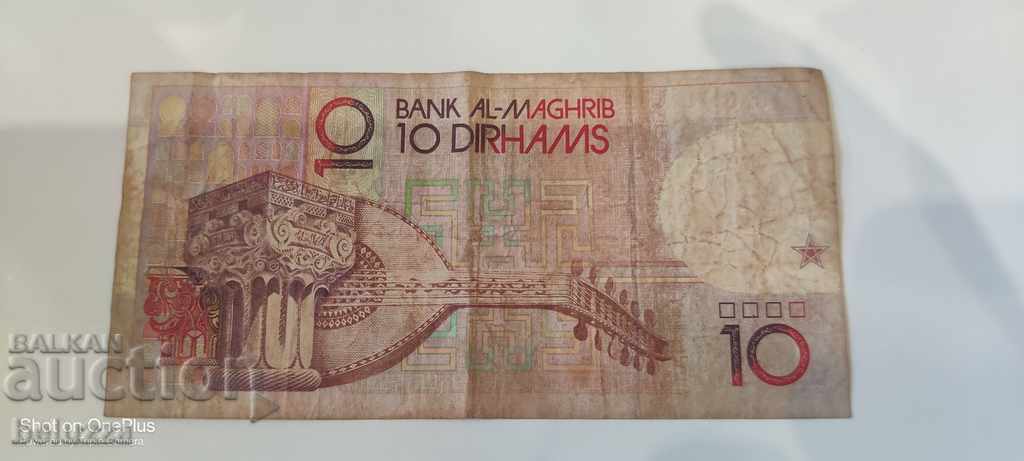 10
BANK AL-MAGHRIB
10 DIRHAMS
10
BALKAN
auction
Shot on OnePlus